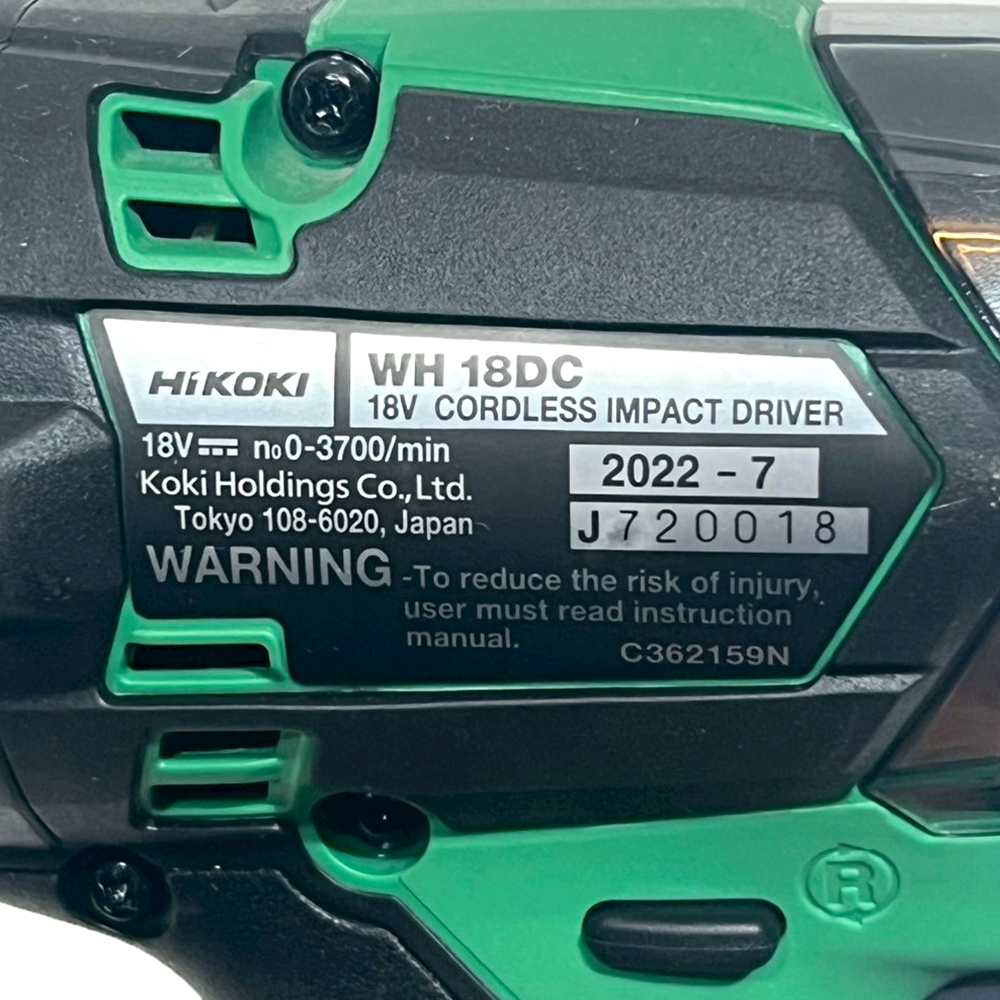 HiKOKI
WH 18DC
18V CORDLESS IMPACT DRIVER
18V⎓ n₀0-3700/min
Koki Holdings Co.,Ltd.
Tokyo 108-6020, Japan
2022 - 7
J720018
WARNING -To reduce the risk of injury,
user must read instruction
manual.
C362159N
R